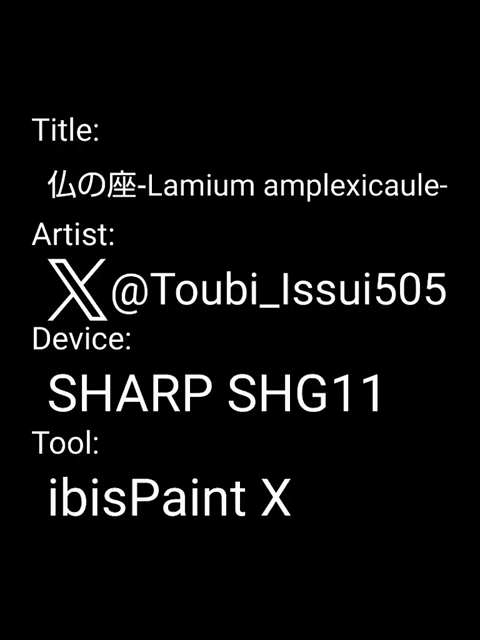 Title:
仏の座-Lamium amplexicaule-
Artist:
𝕏@Toubi_Issui505
Device:
SHARP SHG11
Tool:
ibisPaint X